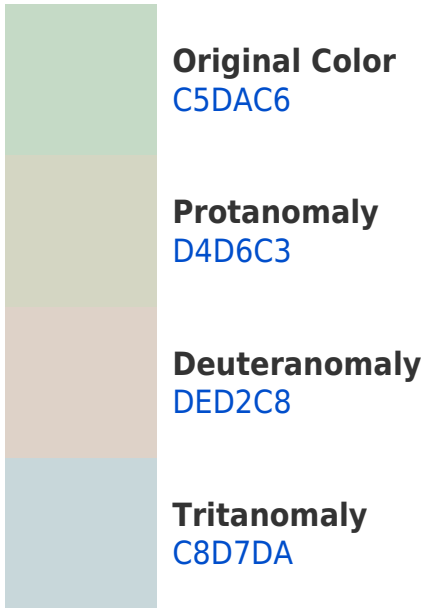 Original Color
C5DAC6
Protanomaly
D4D6C3
Deuteranomaly
DED2C8
Tritanomaly
C8D7DA